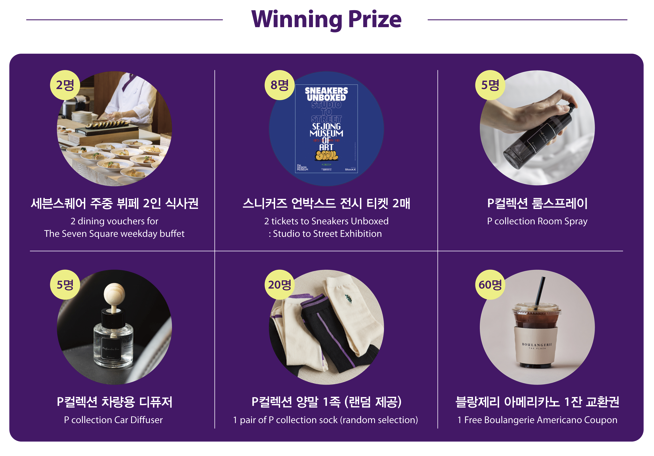 Winning Prize
2명
세븐스퀘어 주중 뷔페 2인 식사권
2 dining vouchers for
The Seven Square weekday buffet
8명
SNEAKERS
UNBOXED
STUDIO
TO
STREET
SEJONG
MUSEUM
OF
ART
스니커즈 언박스드 전시 티켓 2매
2 tickets to Sneakers Unboxed
: Studio to Street Exhibition
5명
P컬렉션 룸스프레이
P collection Room Spray
5명
P컬렉션 차량용 디퓨저
P collection Car Diffuser
20명
P컬렉션 양말 1족 (랜덤 제공)
1 pair of P collection sock (random selection)
60명
BOULANGERIE
블랑제리 아메리카노 1잔 교환권
1 Free Boulangerie Americano Coupon